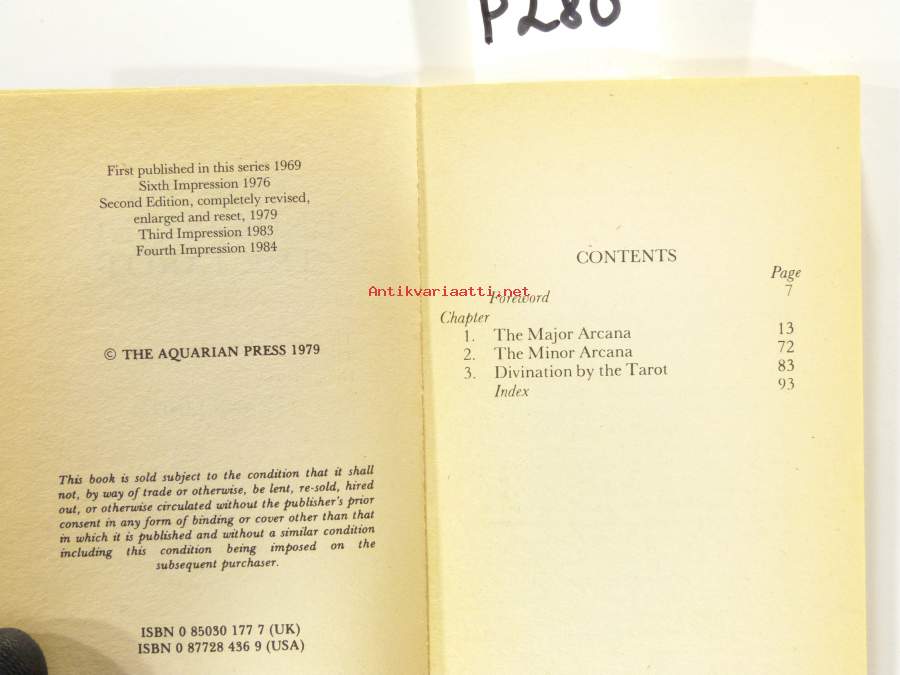 P280
First published in this series 1969
Sixth Impression 1976
Second Edition, completely revised,
enlarged and reset, 1979
Third Impression 1983
Fourth Impression 1984
© THE AQUARIAN PRESS 1979
This book is sold subject to the condition that it shall
not, by way of trade or otherwise, be lent, re-sold, hired
out, or otherwise circulated without the publisher's prior
consent in any form of binding or cover other than that
in which it is published and without a similar condition
including this condition being imposed on the
subsequent purchaser.
ISBN 0 85030 177 7 (UK)
ISBN 0 87728 436 9 (USA)
CONTENTS
Page
Antikvariaatti.net
Foreword 7
Chapter
1. The Major Arcana 13
2. The Minor Arcana 72
3. Divination by the Tarot 83
Index 93